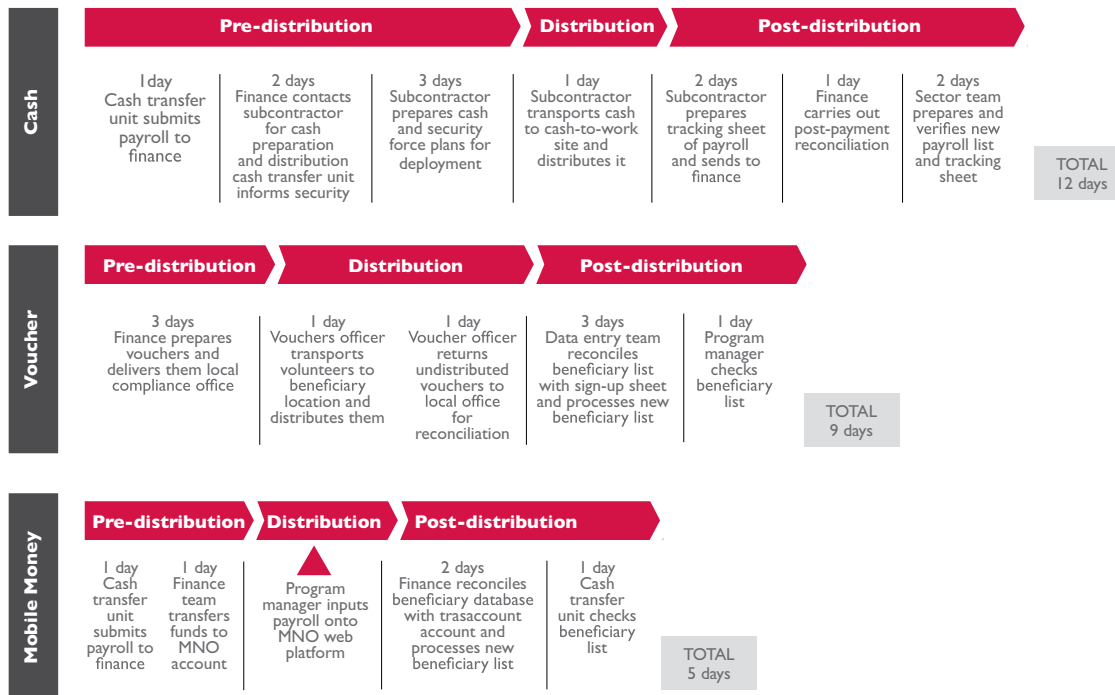 Cash
Pre-distribution
Distribution
Post-distribution
1day
Cash transfer
unit submits
payroll to
finance
2 days
Finance contacts
subcontractor
for cash
preparation
and distribution
cash transfer unit
informs security
3 days
Subcontractor
prepares cash
and security
force plans for
deployment
1 day
Subcontractor
transports cash
to cash-to-work
site and
distributes it
2 days
Subcontractor
prepares
tracking sheet
of payroll
and sends to
finance
1 day
Finance
carries out
post-payment
reconciliation
2 days
Sector team
prepares and
verifies new
payroll list
and tracking
sheet
TOTAL
12 days
Voucher
Pre-distribution
Distribution
Post-distribution
3 days
Finance prepares
vouchers and
delivers them local
compliance office
1 day
Vouchers officer
transports
volunteers to
beneficiary
location and
distributes them
1 day
Voucher officer
returns
undistributed
vouchers to
local office
for
reconciliation
3 days
Data entry team
reconciles
beneficiary list
with sign-up sheet
and processes new
beneficiary list
1 day
Program
manager
checks
beneficiary
list
TOTAL
9 days
Mobile Money
Pre-distribution
Distribution
Post-distribution
1 day
Cash
transfer
unit
submits
payroll to
finance
1 day
Finance
team
transfers
funds to
MNO
account
Program
manager inputs
payroll onto
MNO web
platform
2 days
Finance reconciles
beneficiary database
with trasaccount
account and
processes new
beneficiary list
1 day
Cash
transfer
unit checks
beneficiary
list
TOTAL
5 days